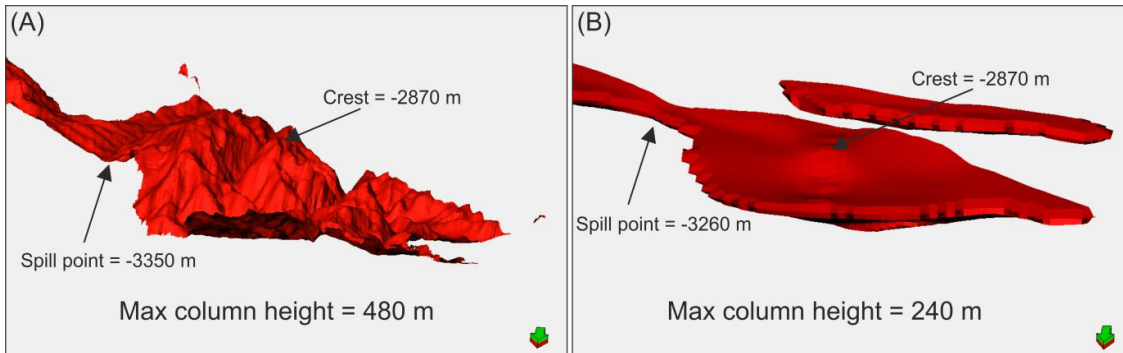 (A)
Crest = -2870 m
Spill point = -3350 m
Max column height = 480 m
(B)
Crest = -2870 m
Spill point = -3260 m
Max column height = 240 m